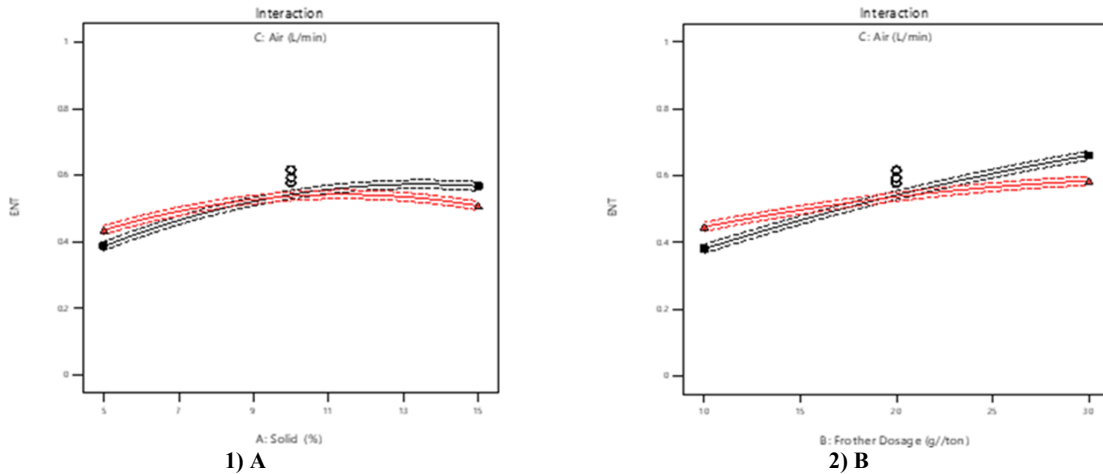 Interaction
C: Air (L/min)
1
0.8
0.6
0.4
0.2
0
ENT
5 7 9 11 13 15
A: Solid (%)
1) A
Interaction
C: Air (L/min)
1
0.8
0.6
0.4
0.2
0
ENT
10 15 20 25 30
B: Frother Dosage (g//ton)
2) B